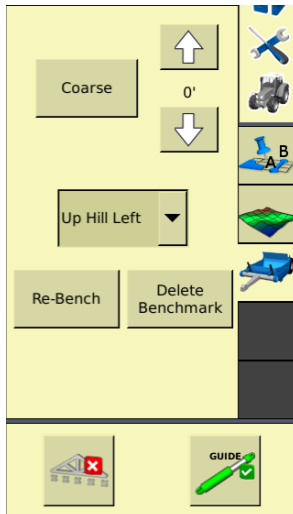 Coarse
0'
A B
Up Hill Left
Re-Bench
Delete
Benchmark
GUIDE